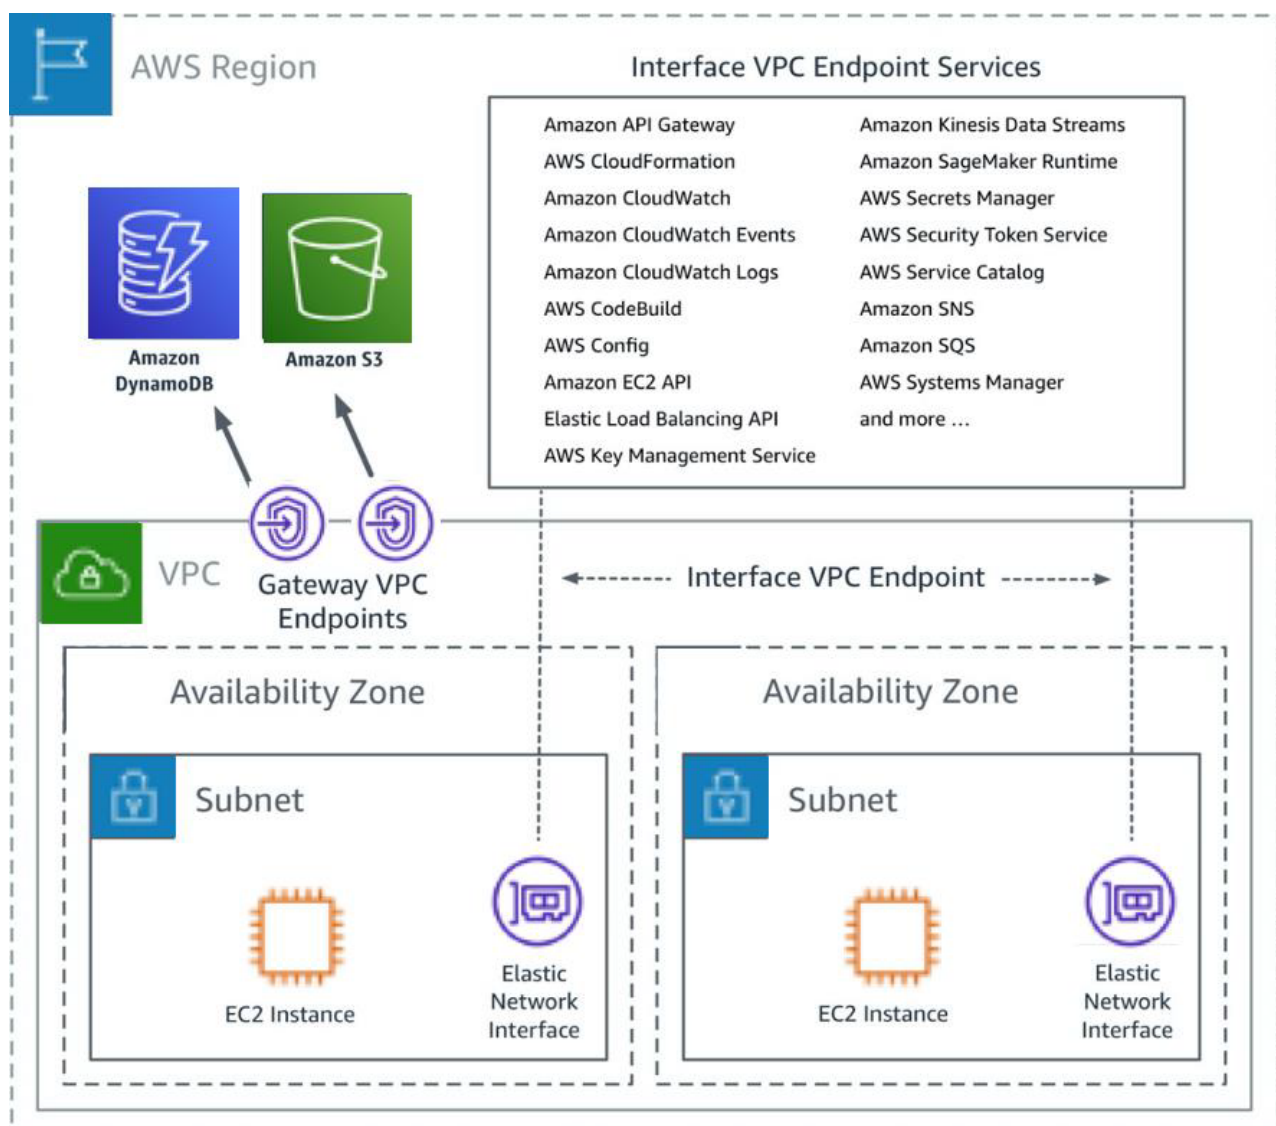 AWS Region
Interface VPC Endpoint Services
Amazon API Gateway
AWS CloudFormation
Amazon CloudWatch
Amazon CloudWatch Events
Amazon CloudWatch Logs
AWS CodeBuild
AWS Config
Amazon EC2 API
Elastic Load Balancing API
AWS Key Management Service
Amazon Kinesis Data Streams
Amazon SageMaker Runtime
AWS Secrets Manager
AWS Security Token Service
AWS Service Catalog
Amazon SNS
Amazon SQS
AWS Systems Manager
and more ...
Amazon
DynamoDB
Amazon S3
VPC
Gateway VPC
Endpoints
Interface VPC Endpoint
Availability Zone
Subnet
EC2 Instance
Elastic
Network
Interface
Availability Zone
Subnet
EC2 Instance
Elastic
Network
Interface